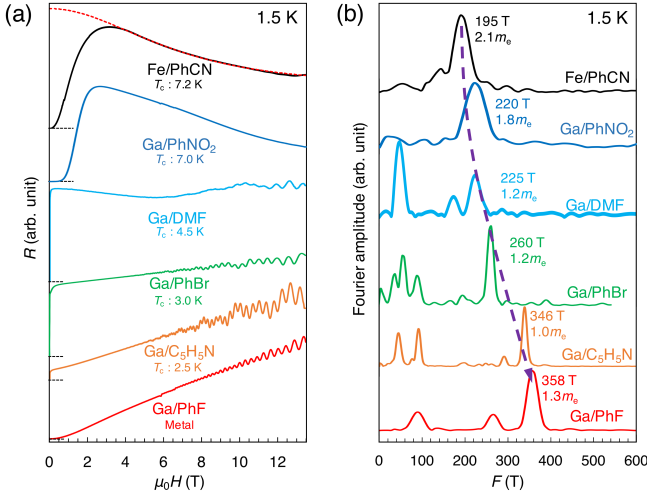 (a)
1.5 K
Fe/PhCN
Tc : 7.2 K
Ga/PhNO2
Tc : 7.0 K
Ga/DMF
Tc : 4.5 K
Ga/PhBr
Tc : 3.0 K
Ga/C5H5N
Tc : 2.5 K
Ga/PhF
Metal
R (arb. unit)
0 2 4 6 8 10 12
μ0H (T)
(b)
1.5 K
195 T
2.1me
Fe/PhCN
220 T
1.8me
Ga/PhNO2
225 T
1.2me
Ga/DMF
260 T
1.2me
Ga/PhBr
346 T
1.0me
Ga/C5H5N
358 T
1.3me
Ga/PhF
Fourier amplitude (arb. unit)
0 100 200 300 400 500 600
F (T)